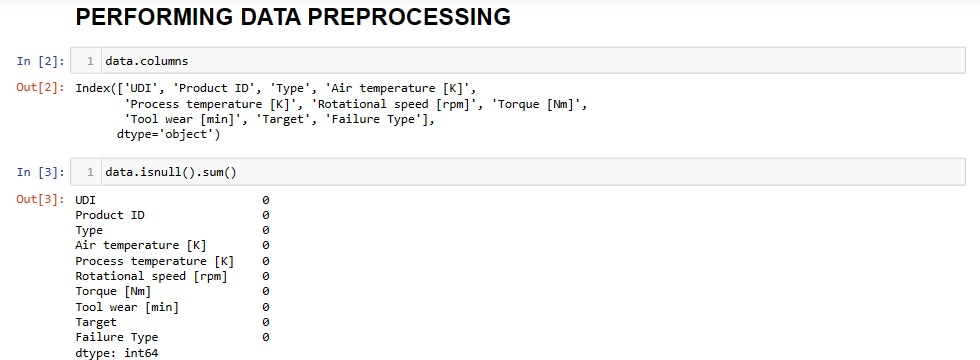 PERFORMING DATA PREPROCESSING
In [2]: 1 data.columns
Out[2]: Index(['UDI', 'Product ID', 'Type', 'Air temperature [K]',
'Process temperature [K]', 'Rotational speed [rpm]', 'Torque [Nm]',
'Tool wear [min]', 'Target', 'Failure Type'],
dtype='object')
In [3]: 1 data.isnull().sum()
Out[3]: UDI 0
Product ID 0
Type 0
Air temperature [K] 0
Process temperature [K] 0
Rotational speed [rpm] 0
Torque [Nm] 0
Tool wear [min] 0
Target 0
Failure Type 0
dtype: int64